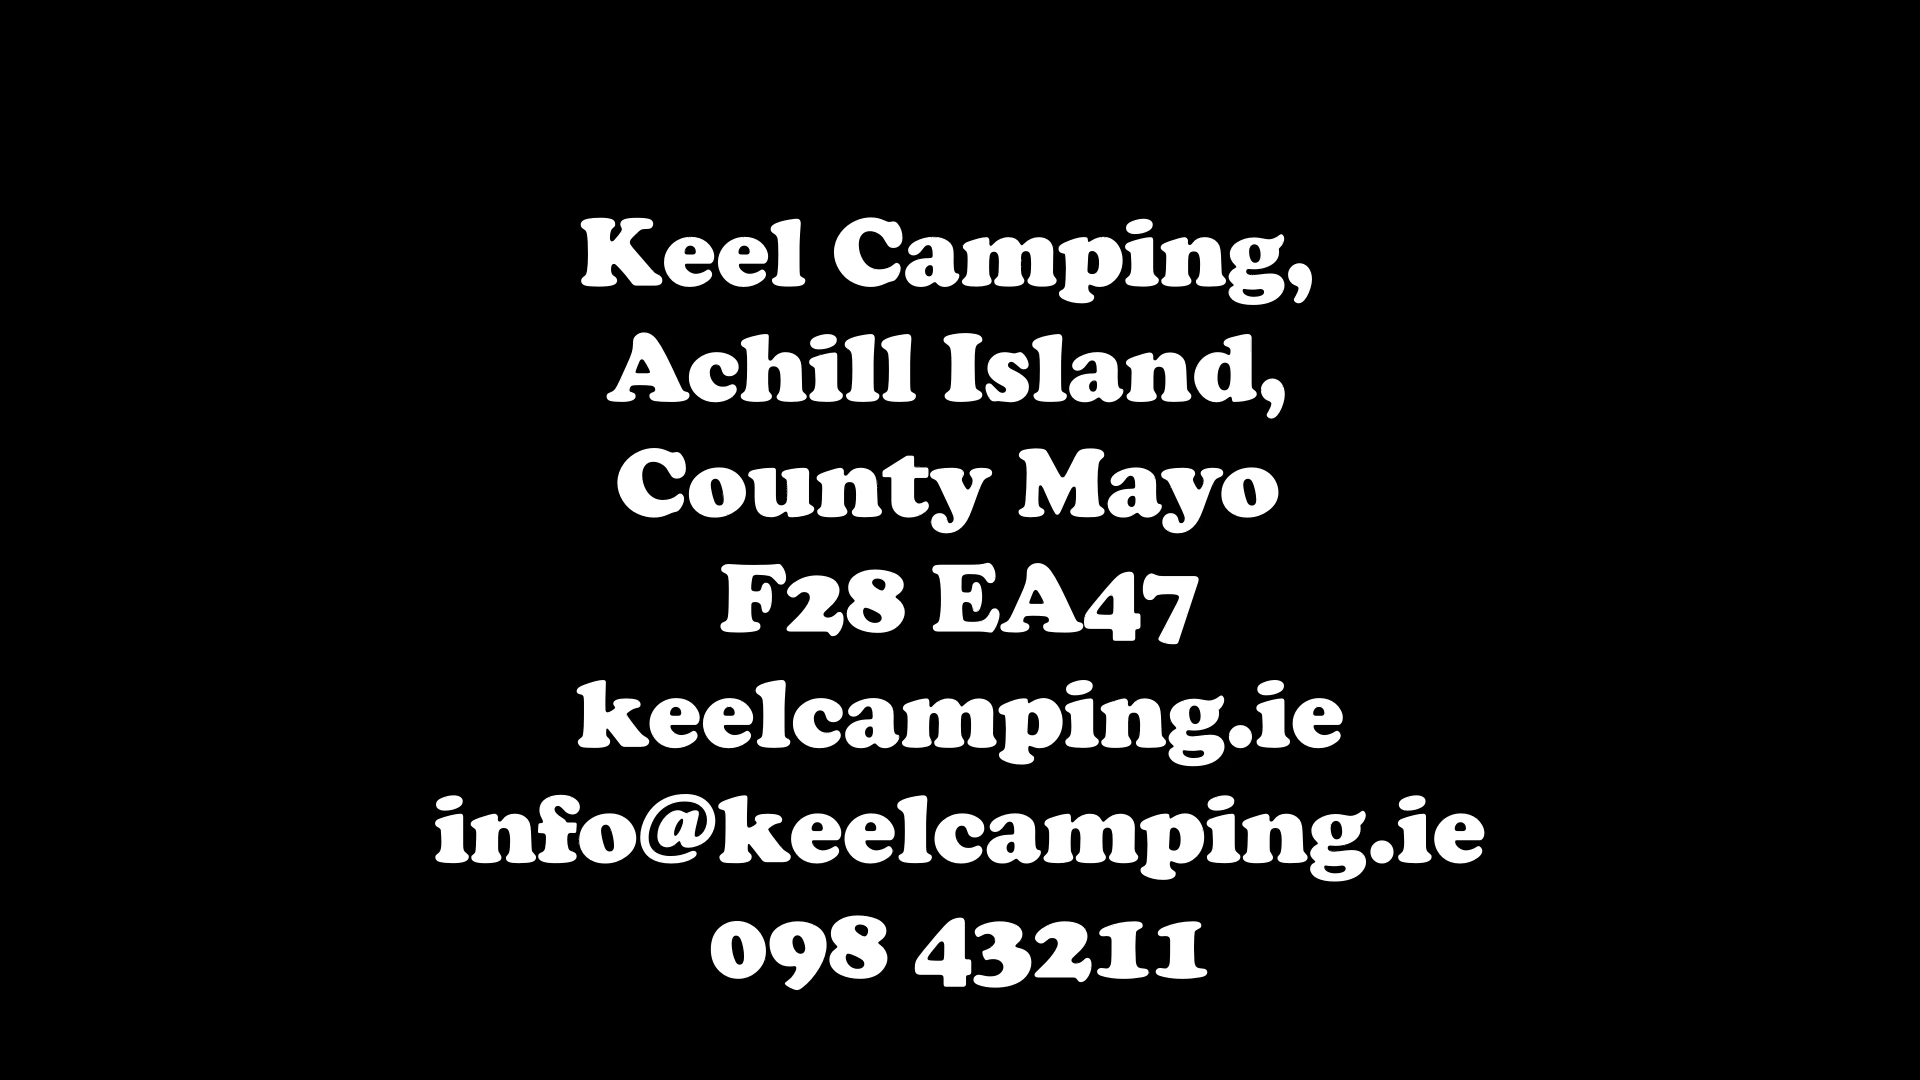 Keel Camping,
Achill Island,
County Mayo
F28 EA47
keelcamping.ie
info@keelcamping.ie
098 43211